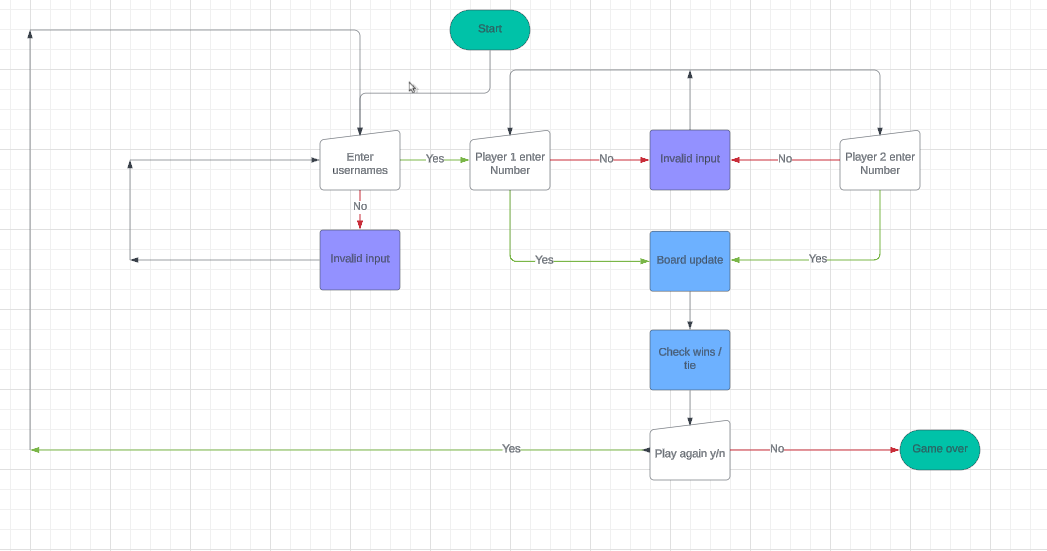 Start
Enter
usernames
Yes
Player 1 enter
Number
No
Invalid input
No
Player 2 enter
Number
No
Invalid input
Yes
Board update
Yes
Check wins /
tie
Yes
Play again y/n
No
Game over